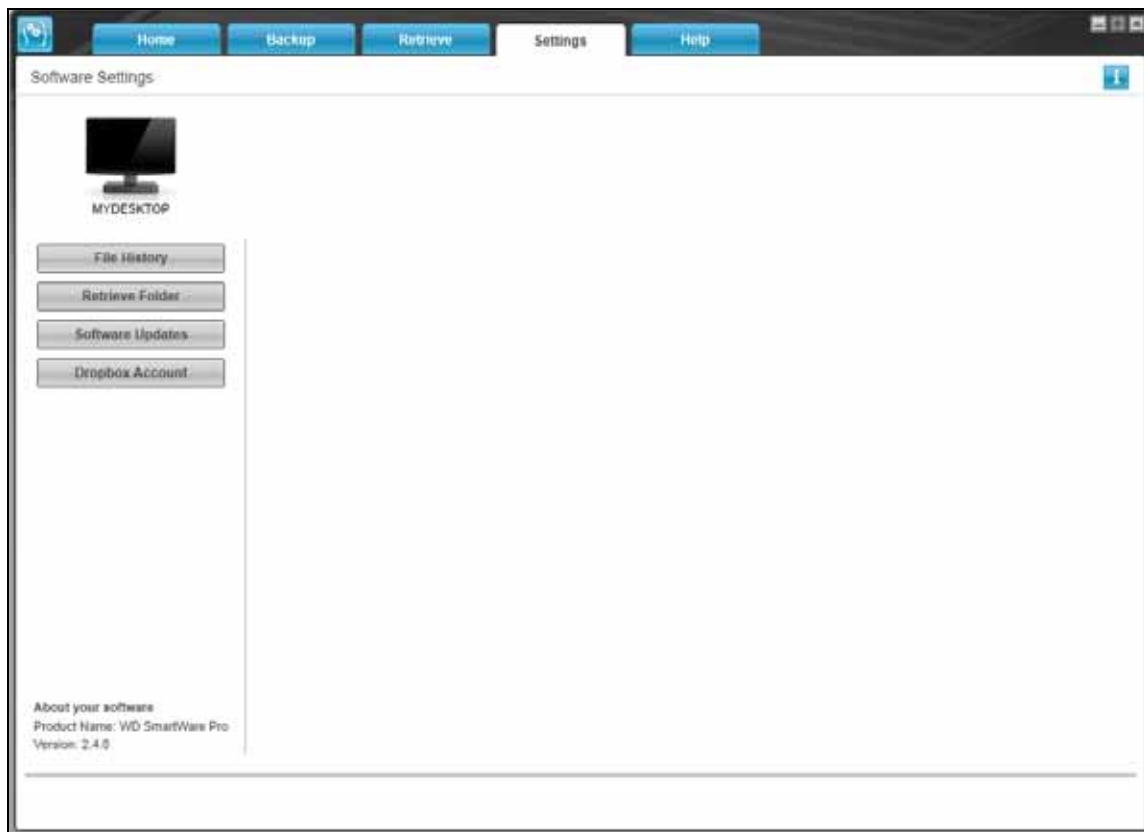 Home Backup Retrieve Settings Help
Software Settings
MYDESKTOP
File History
Retrieve Folder
Software Updates
Dropbox Account
About your software
Product Name: WD SmartWare Pro
Version: 2.4.0